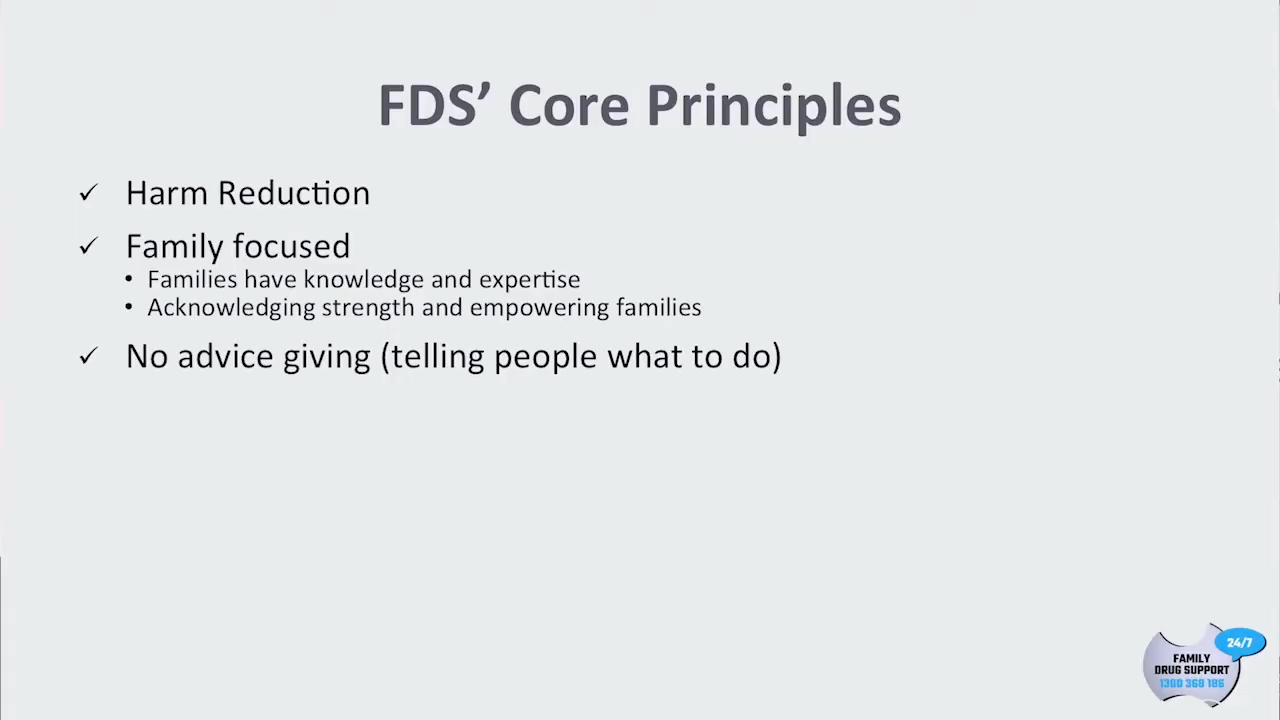 FDS’ Core Principles
✓ Harm Reduction
✓ Family focused
• Families have knowledge and expertise
• Acknowledging strength and empowering families
✓ No advice giving (telling people what to do)
24/7
FAMILY
DRUG SUPPORT
1300 368 186